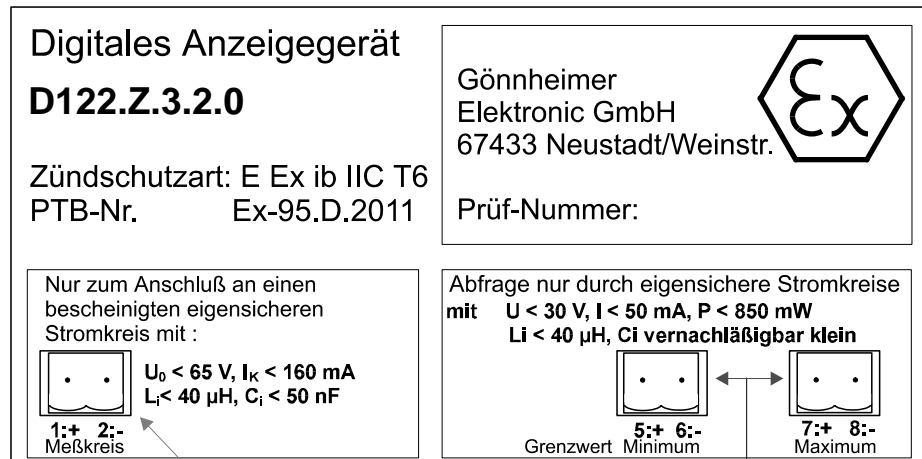 Digitales Anzeigegerät
D122.Z.3.2.0
Zündschutzart: E Ex ib IIC T6
PTB-Nr. Ex-95.D.2011
Gönnheimer
Elektronic GmbH
67433 Neustadt/Weinstr.
Ex
Prüf-Nummer:
Nur zum Anschluß an einen
bescheinigten eigensicheren
Stromkreis mit :
U₀ < 65 V, Iₖ < 160 mA
Lᵢ< 40 µH, Cᵢ < 50 nF
1:+ 2:-
Meßkreis
Abfrage nur durch eigensichere Stromkreise
mit U < 30 V, I < 50 mA, P < 850 mW
Li < 40 µH, Ci vernachläßigbar klein
5:+ 6:- 7:+ 8:-
Grenzwert Minimum Maximum